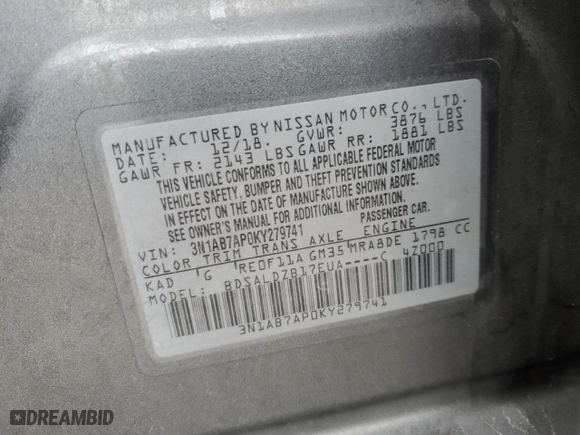 MANUFACTURED BY NISSAN MOTOR CO., LTD.
DATE: 12/18. GVWR: 3876 LBS
GAWR FR: 2143 LBS GAWR RR: 1881 LBS
THIS VEHICLE CONFORMS TO ALL APPLICABLE FEDERAL MOTOR
VEHICLE SAFETY, BUMPER AND THEFT PREVENTION STANDARDS
IN EFFECT ON THE DATE OF MANUFACTURE SHOWN ABOVE.
SEE OWNER'S MANUAL FOR ADDITIONAL INFORMATION.
VIN: 3N1AB7AP0KY279741 PASSENGER CAR.
COLOR TRIM TRANS AXLE ENGINE
KAD G RE0F11A GM35 MRA8DE 1798 CC
MODEL: BDSALDZB17EUA----C 4Z000
3N1AB7AP0KY279741
DREAMBID